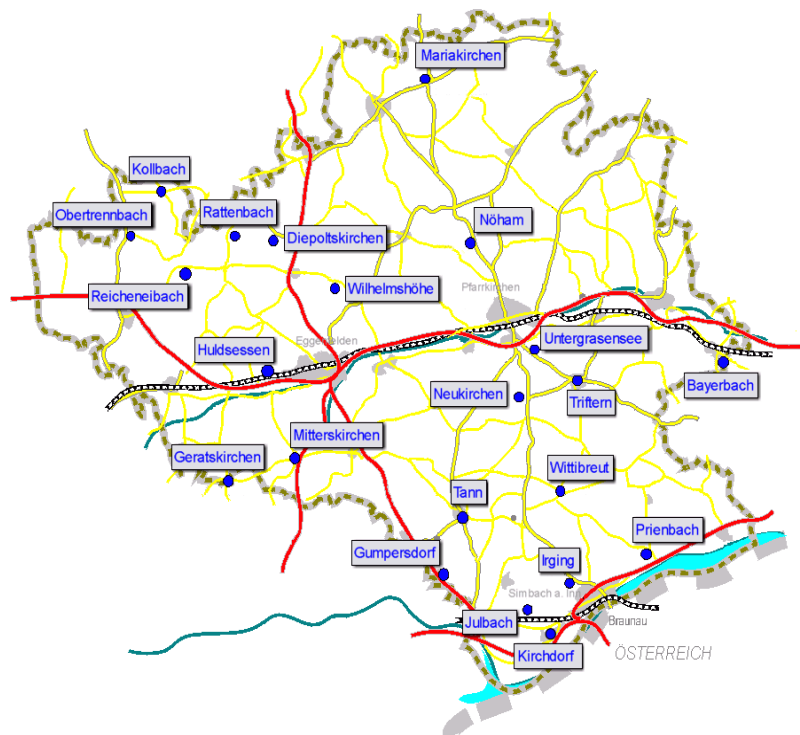 Mariakirchen
Kollbach
Obertrennbach
Rattenbach
Nöham
Diepoltskirchen
Reicheneibach
Wilhelmshöhe
Pfarrkirchen
Huldsessen
Eggenfelden
Untergrasensee
Bayerbach
Neukirchen
Triftern
Mitterskirchen
Geratskirchen
Wittibreut
Tann
Prienbach
Gumpersdorf
Irging
Simbach a. Inn
Julbach
Braunau
Kirchdorf
ÖSTERREICH